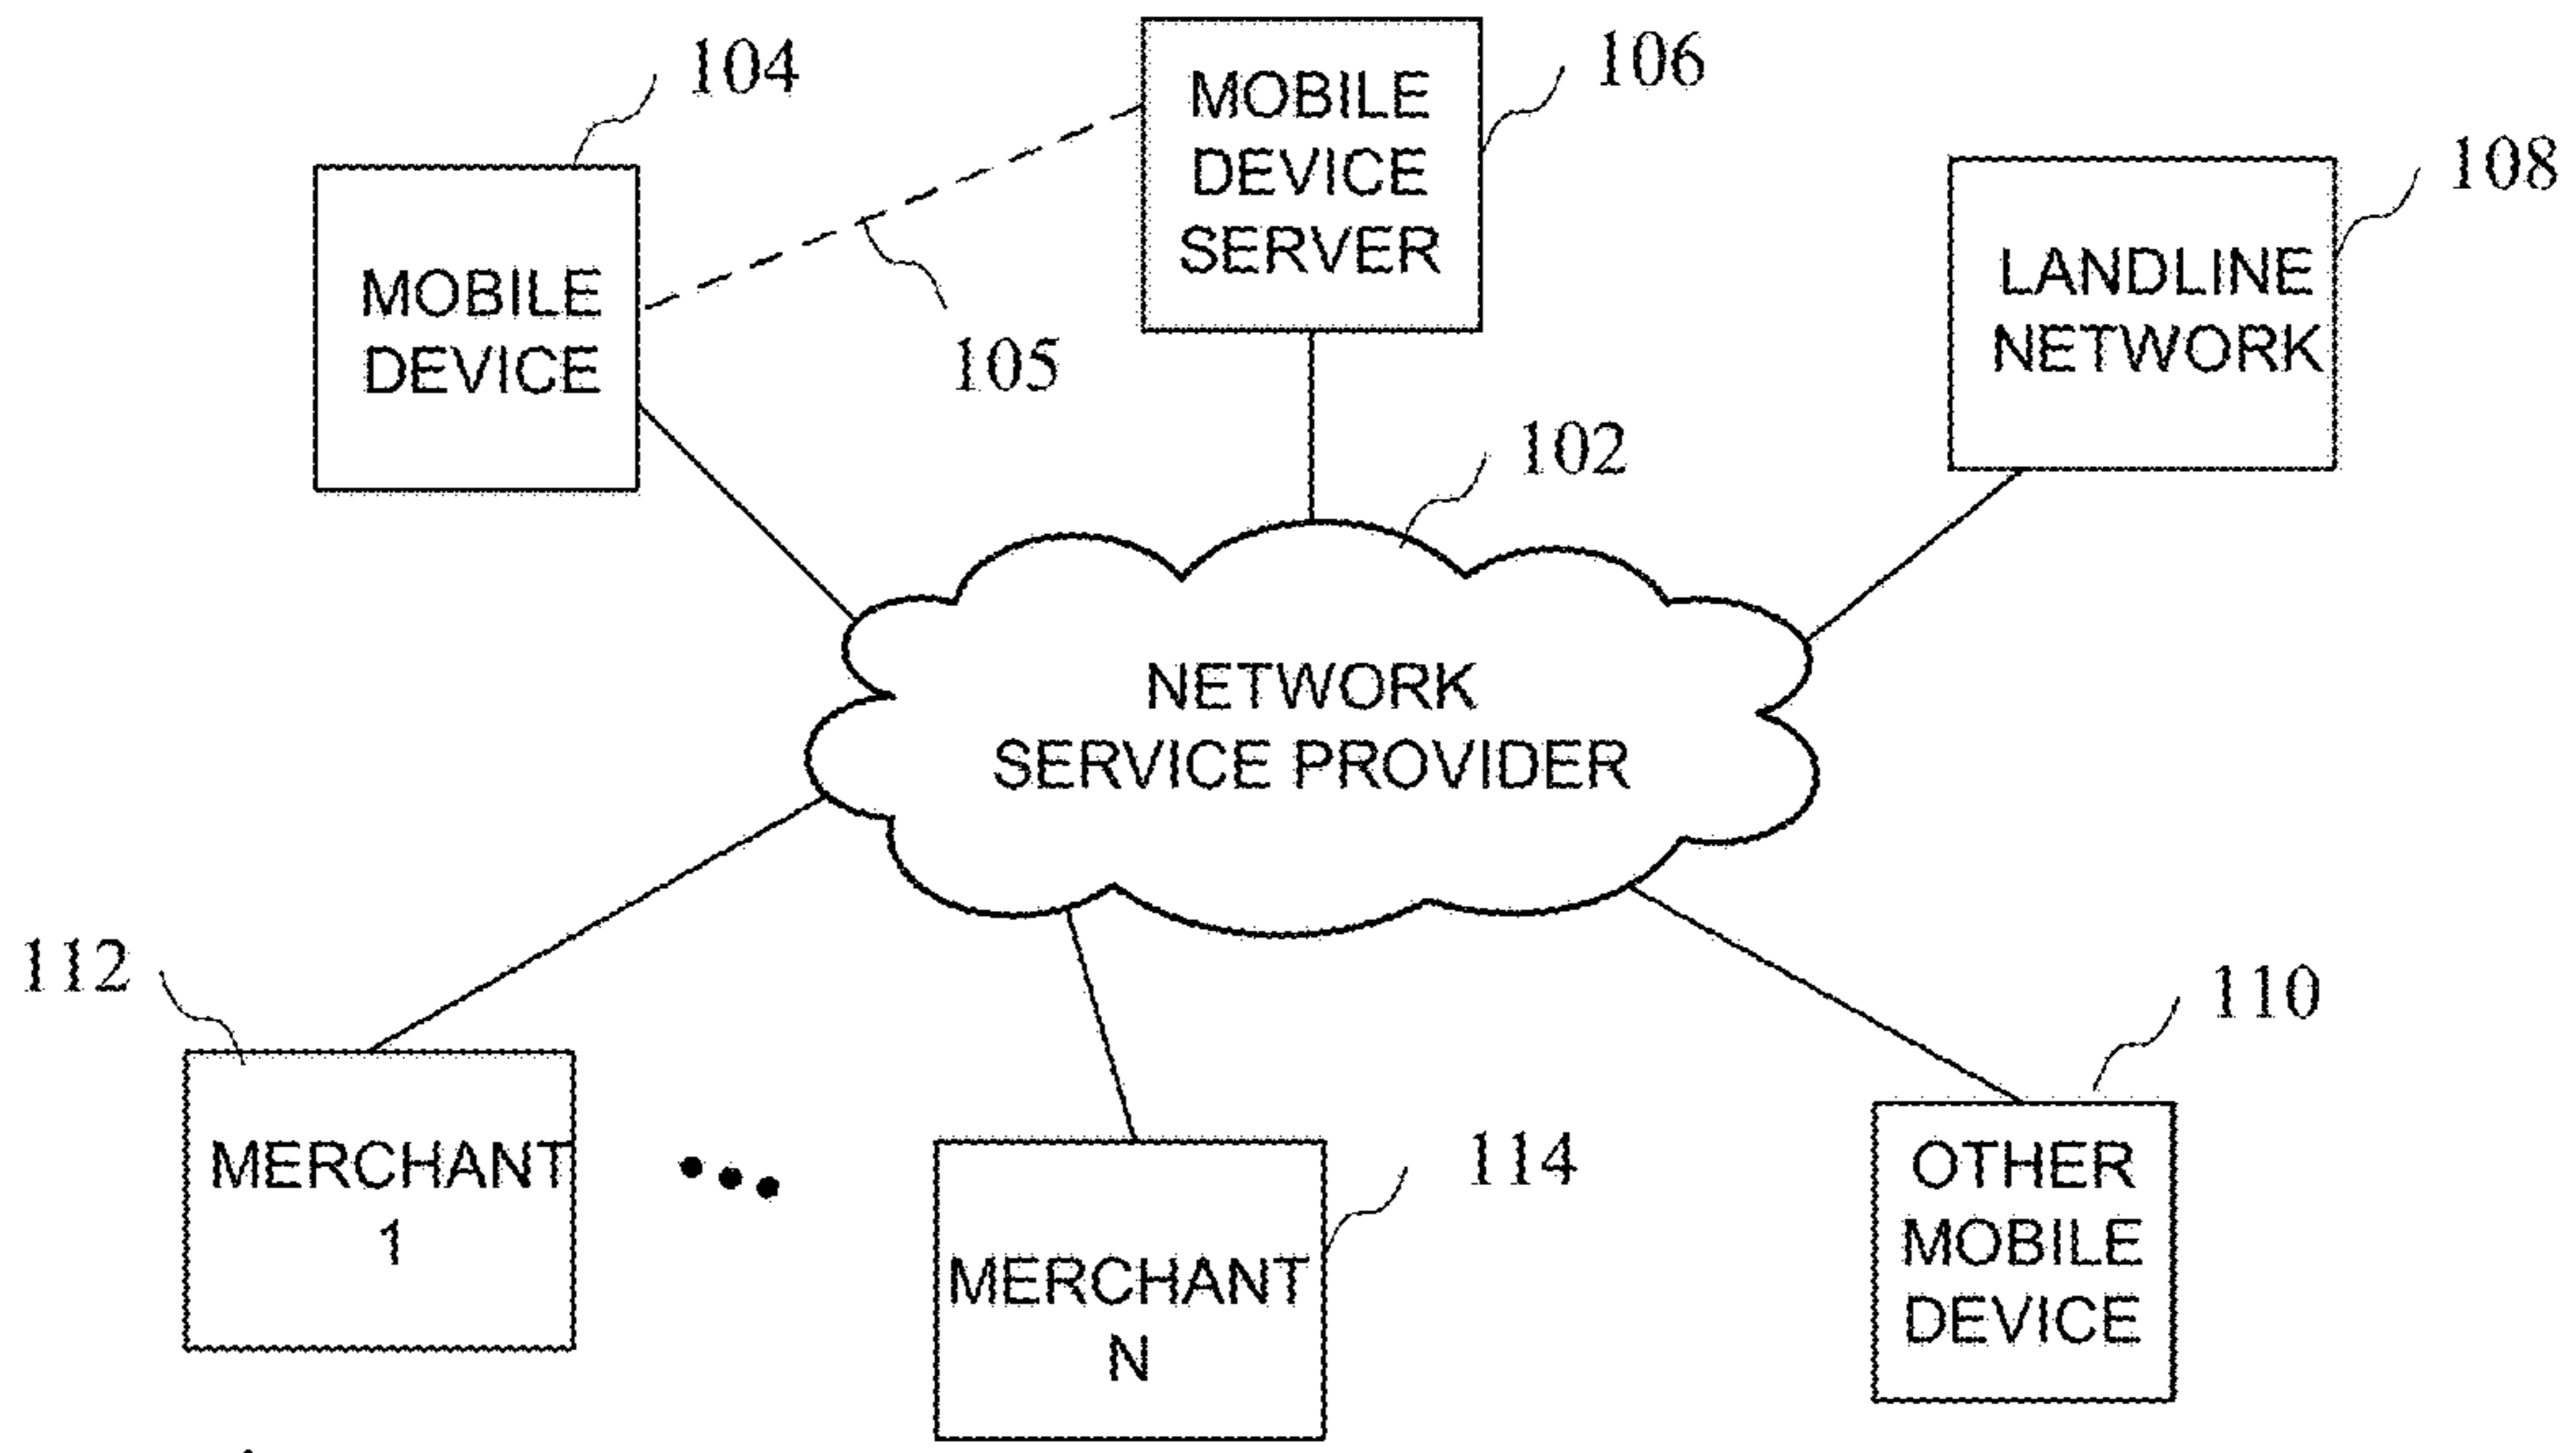 104
106
MOBILE
DEVICE
SERVER
108
MOBILE
DEVICE
105
LANDLINE
NETWORK
102
NETWORK
SERVICE PROVIDER
112
MERCHANT
1
114
MERCHANT
N
110
OTHER
MOBILE
DEVICE